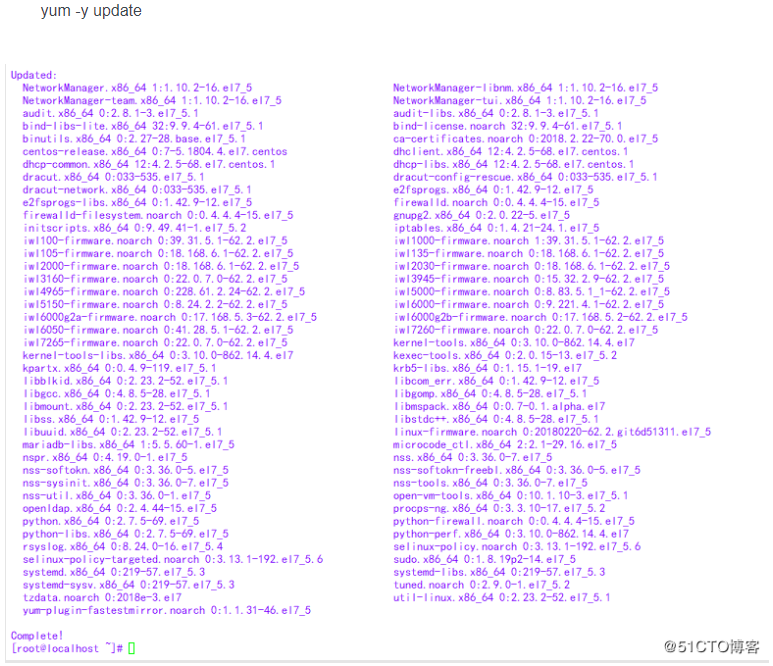 yum -y update
Updated:
NetworkManager.x86_64 1:1.10.2-16.el7_5 NetworkManager-libnm.x86_64 1:1.10.2-16.el7_5
NetworkManager-team.x86_64 1:1.10.2-16.el7_5 NetworkManager-tui.x86_64 1:1.10.2-16.el7_5
audit.x86_64 0:2.8.1-3.el7_5.1 audit-libs.x86_64 0:2.8.1-3.el7_5.1
bind-libs-lite.x86_64 32:9.9.4-61.el7_5.1 bind-license.noarch 32:9.9.4-61.el7_5.1
binutils.x86_64 0:2.27-28.base.el7_5.1 ca-certificates.noarch 0:2018.2.22-70.0.el7_5
centos-release.x86_64 0:7-5.1804.4.el7.centos dhclient.x86_64 12:4.2.5-68.el7.centos.1
dhcp-common.x86_64 12:4.2.5-68.el7.centos.1 dhcp-libs.x86_64 12:4.2.5-68.el7.centos.1
dracut.x86_64 0:033-535.el7_5.1 dracut-config-rescue.x86_64 0:033-535.el7_5.1
dracut-network.x86_64 0:033-535.el7_5.1 e2fsprogs.x86_64 0:1.42.9-12.el7_5
e2fsprogs-libs.x86_64 0:1.42.9-12.el7_5 firewalld.noarch 0:0.4.4.4-15.el7_5
firewalld-filesystem.noarch 0:0.4.4.4-15.el7_5 gnupg2.x86_64 0:2.0.22-5.el7_5
initscripts.x86_64 0:9.49.41-1.el7_5.2 iptables.x86_64 0:1.4.21-24.1.el7_5
iwl100-firmware.noarch 0:39.31.5.1-62.2.el7_5 iwl1000-firmware.noarch 1:39.31.5.1-62.2.el7_5
iwl105-firmware.noarch 0:18.168.6.1-62.2.el7_5 iwl135-firmware.noarch 0:18.168.6.1-62.2.el7_5
iwl2000-firmware.noarch 0:18.168.6.1-62.2.el7_5 iwl2030-firmware.noarch 0:18.168.6.1-62.2.el7_5
iwl3160-firmware.noarch 0:22.0.7.0-62.2.el7_5 iwl3945-firmware.noarch 0:15.32.2.9-62.2.el7_5
iwl4965-firmware.noarch 0:228.61.2.24-62.2.el7_5 iwl5000-firmware.noarch 0:8.83.5.1_1-62.2.el7_5
iwl5150-firmware.noarch 0:8.24.2.2-62.2.el7_5 iwl6000-firmware.noarch 0:9.221.4.1-62.2.el7_5
iwl6000g2a-firmware.noarch 0:17.168.5.3-62.2.el7_5 iwl6000g2b-firmware.noarch 0:17.168.5.2-62.2.el7_5
iwl6050-firmware.noarch 0:41.28.5.1-62.2.el7_5 iwl7260-firmware.noarch 0:22.0.7.0-62.2.el7_5
iwl7265-firmware.noarch 0:22.0.7.0-62.2.el7_5 kernel-tools.x86_64 0:3.10.0-862.14.4.el7
kernel-tools-libs.x86_64 0:3.10.0-862.14.4.el7 kexec-tools.x86_64 0:2.0.15-13.el7_5.2
kpartx.x86_64 0:0.4.9-119.el7_5.1 krb5-libs.x86_64 0:1.15.1-19.el7
libblkid.x86_64 0:2.23.2-52.el7_5.1 libcom_err.x86_64 0:1.42.9-12.el7_5
libgcc.x86_64 0:4.8.5-28.el7_5.1 libgomp.x86_64 0:4.8.5-28.el7_5.1
libmount.x86_64 0:2.23.2-52.el7_5.1 libmspack.x86_64 0:0.7-0.1.alpha.el7
libss.x86_64 0:1.42.9-12.el7_5 libstdc++.x86_64 0:4.8.5-28.el7_5.1
libuuid.x86_64 0:2.23.2-52.el7_5.1 linux-firmware.noarch 0:20180220-62.2.git6d51311.el7_5
mariadb-libs.x86_64 1:5.5.60-1.el7_5 microcode_ctl.x86_64 2:2.1-29.16.el7_5
nspr.x86_64 0:4.19.0-1.el7_5 nss.x86_64 0:3.36.0-7.el7_5
nss-softokn.x86_64 0:3.36.0-5.el7_5 nss-softokn-freebl.x86_64 0:3.36.0-5.el7_5
nss-sysinit.x86_64 0:3.36.0-7.el7_5 nss-tools.x86_64 0:3.36.0-7.el7_5
nss-util.x86_64 0:3.36.0-1.el7_5 open-vm-tools.x86_64 0:10.1.10-3.el7_5.1
openldap.x86_64 0:2.4.44-15.el7_5 procps-ng.x86_64 0:3.3.10-17.el7_5.2
python.x86_64 0:2.7.5-69.el7_5 python-firewall.noarch 0:0.4.4.4-15.el7_5
python-libs.x86_64 0:2.7.5-69.el7_5 python-perf.x86_64 0:3.10.0-862.14.4.el7
rsyslog.x86_64 0:8.24.0-16.el7_5.4 selinux-policy.noarch 0:3.13.1-192.el7_5.6
selinux-policy-targeted.noarch 0:3.13.1-192.el7_5.6 sudo.x86_64 0:1.8.19p2-14.el7_5
systemd.x86_64 0:219-57.el7_5.3 systemd-libs.x86_64 0:219-57.el7_5.3
systemd-sysv.x86_64 0:219-57.el7_5.3 tuned.noarch 0:2.9.0-1.el7_5.2
tzdata.noarch 0:2018e-3.el7 util-linux.x86_64 0:2.23.2-52.el7_5.1
yum-plugin-fastestmirror.noarch 0:1.1.31-46.el7_5
Complete!
[root@localhost ~]#
@51CTO博客